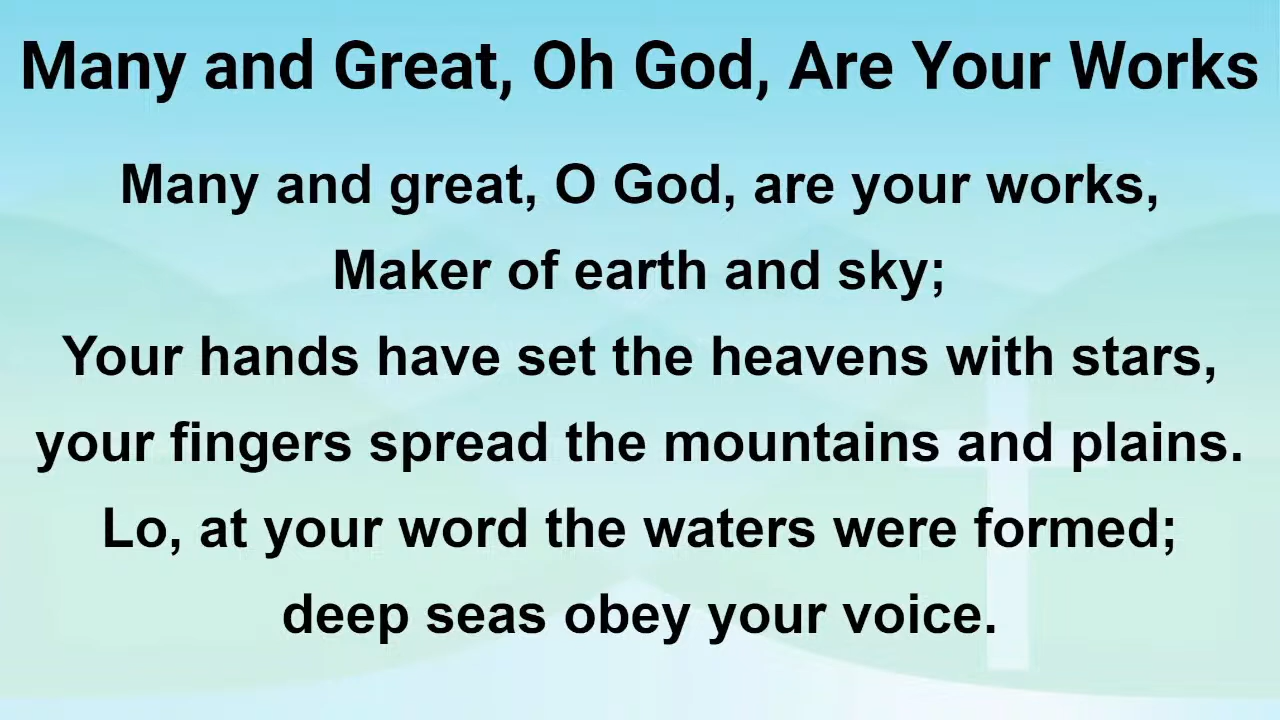 Many and Great, Oh God, Are Your Works
Many and great, O God, are your works,
Maker of earth and sky;
Your hands have set the heavens with stars,
your fingers spread the mountains and plains.
Lo, at your word the waters were formed;
deep seas obey your voice.